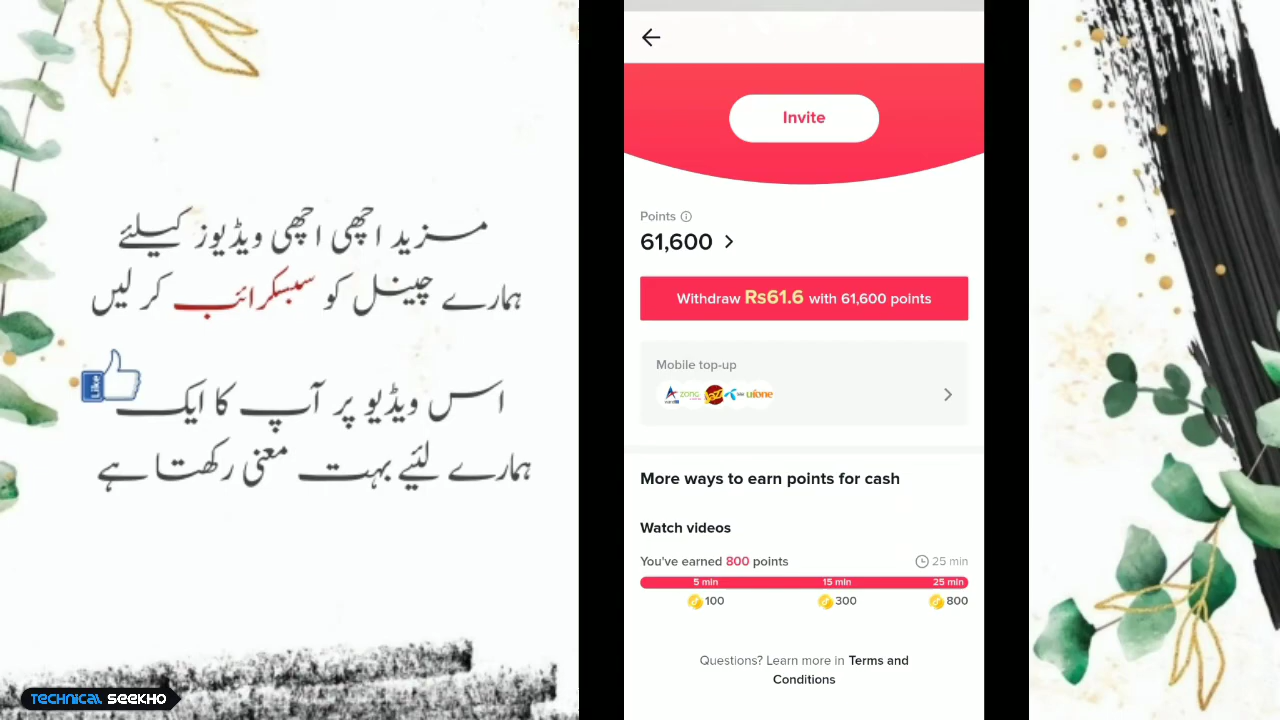 مزید اچھی اچھی ویڈیوز کیلئے
ہمارے چینل کو سبسکرائب کر لیں
Like
اس ویڈیو پر آپ کا ایک
ہمارے لئیے بہت معنی رکھتا ہے
TECHNICAL SEEKHO
Invite
Points
61,600
Withdraw Rs61.6 with 61,600 points
Mobile top-up
zong jazz ufone
More ways to earn points for cash
Watch videos
You've earned 800 points 25 min
5 min 15 min 25 min
100 300 800
Questions? Learn more in Terms and
Conditions